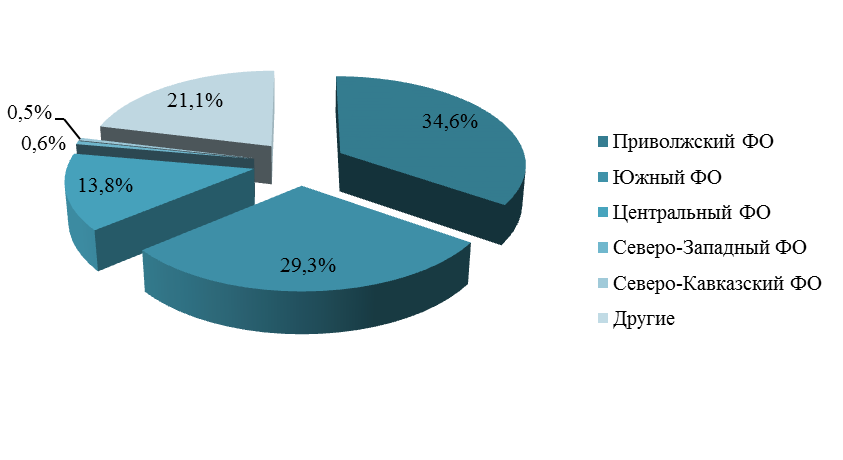 21,1%
0,5%
34,6%
0,6%
13,8%
29,3%
Приволжский ФО
Южный ФО
Центральный ФО
Северо-Западный ФО
Северо-Кавказский ФО
Другие